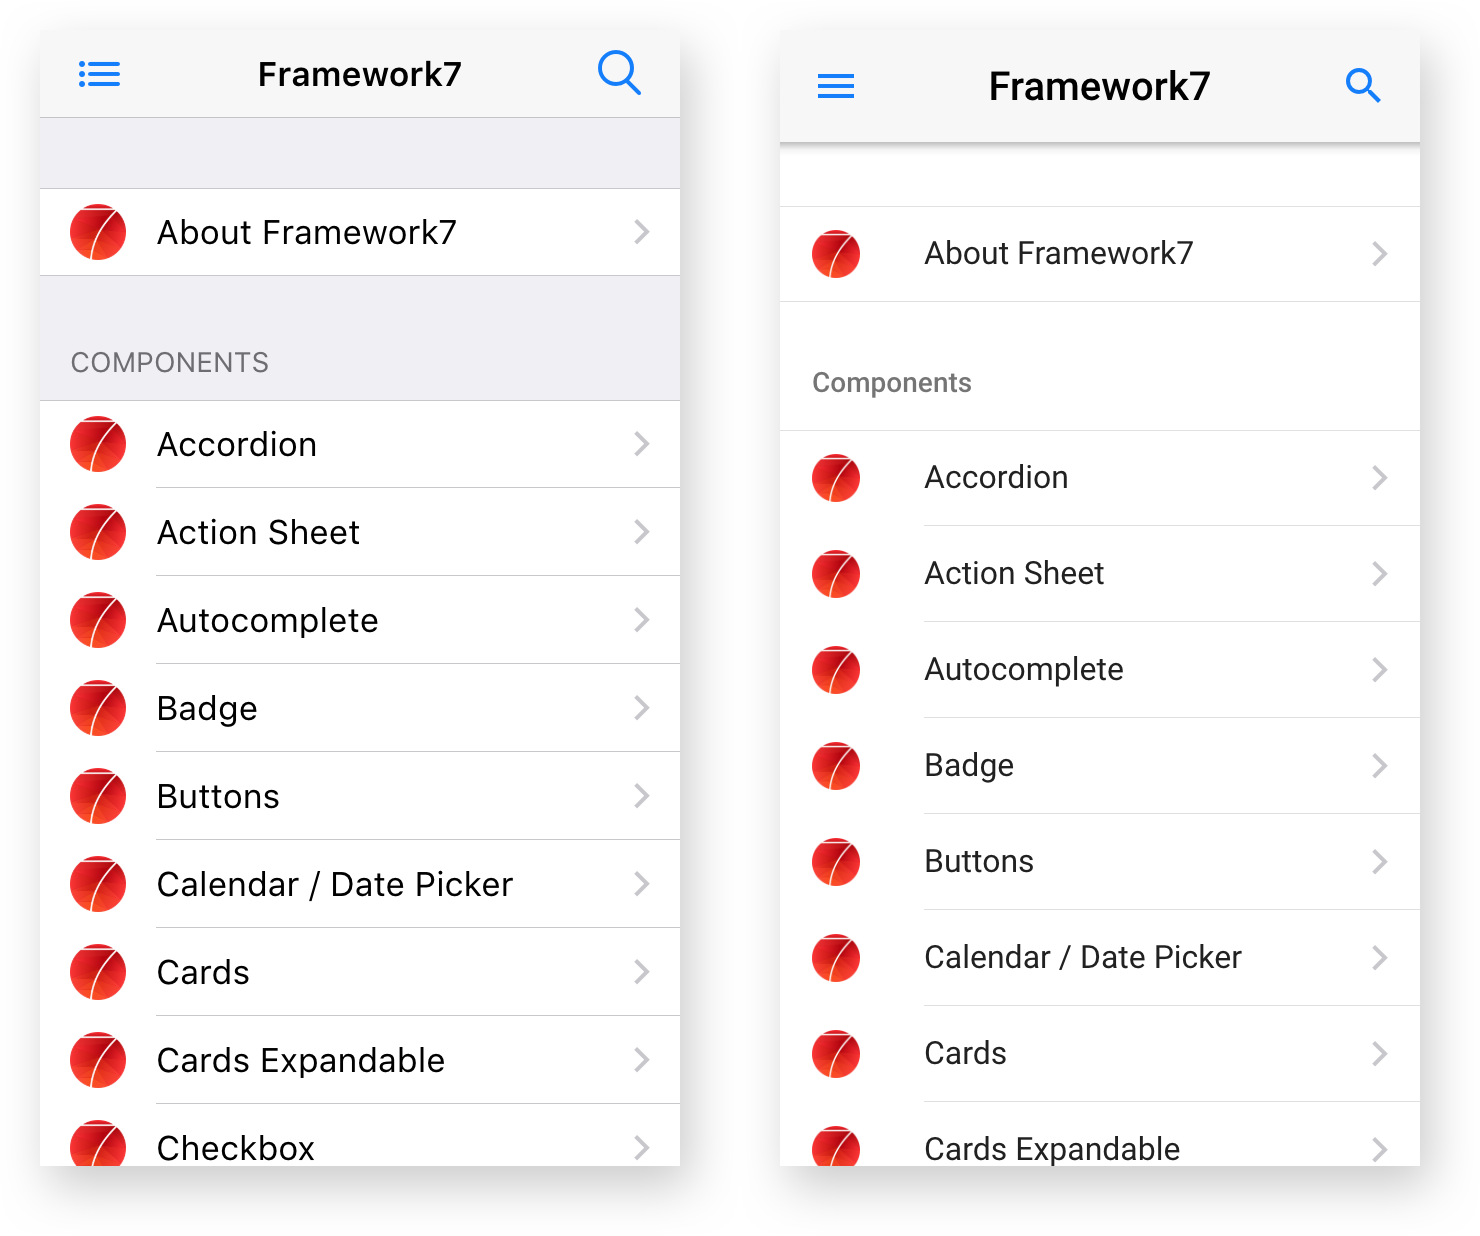 Framework7
About Framework7
COMPONENTS
Accordion
Action Sheet
Autocomplete
Badge
Buttons
Calendar / Date Picker
Cards
Cards Expandable
Checkbox
Framework7
About Framework7
Components
Accordion
Action Sheet
Autocomplete
Badge
Buttons
Calendar / Date Picker
Cards
Cards Expandable